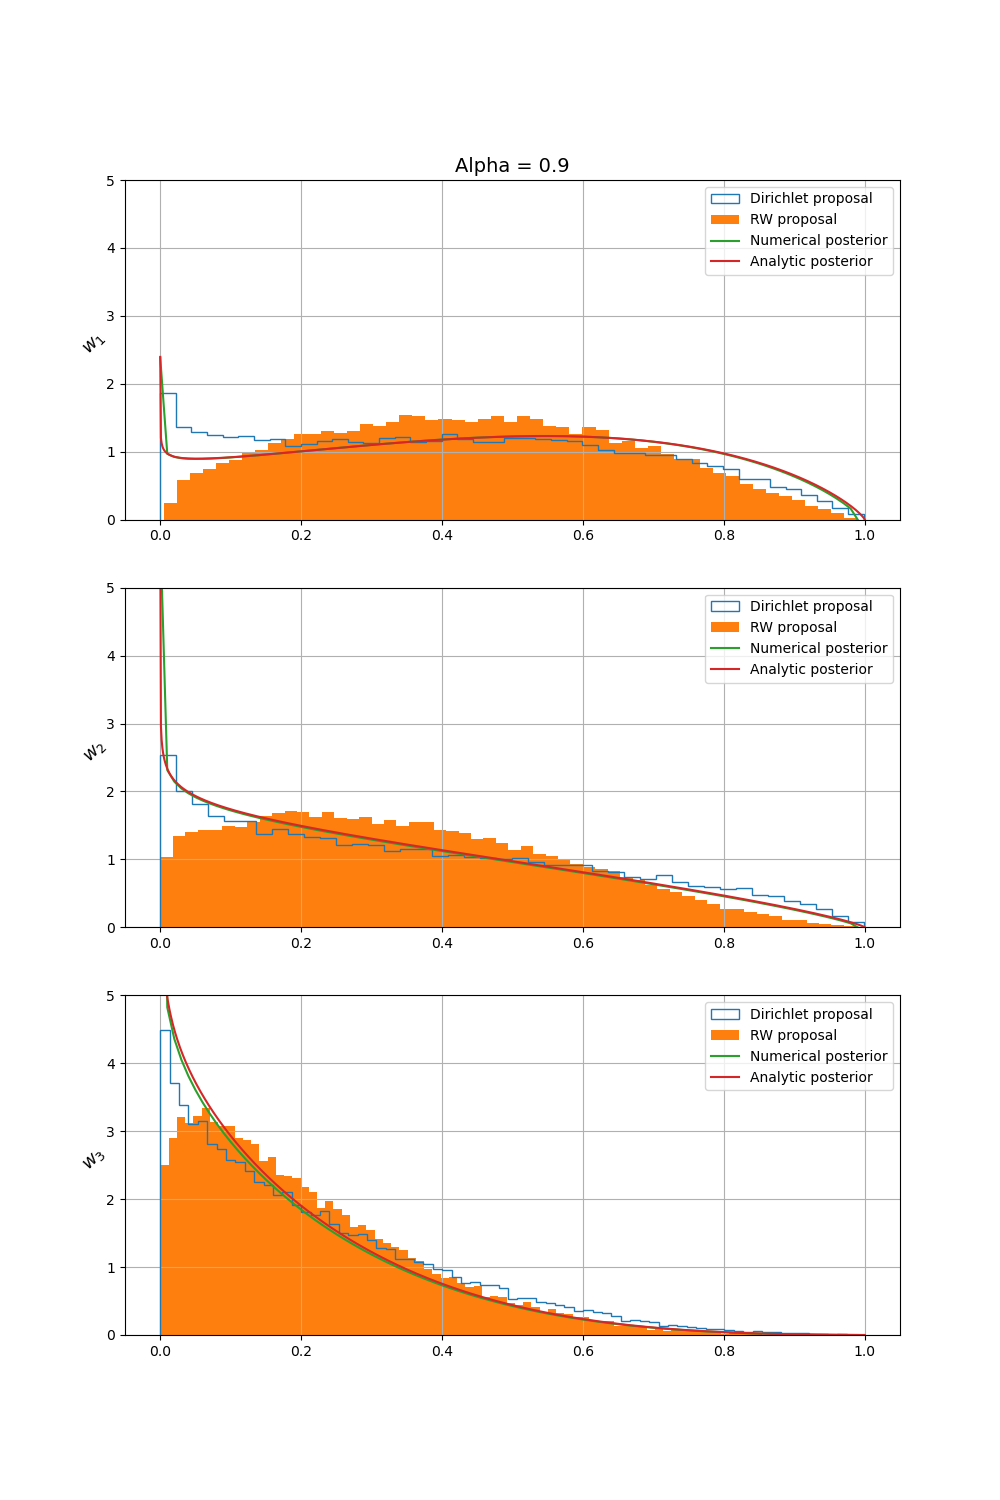 Alpha = 0.9
5
4
3
2
1
0
w₁
0.0 0.2 0.4 0.6 0.8 1.0
Dirichlet proposal
RW proposal
Numerical posterior
Analytic posterior
5
4
3
2
1
0
w₂
0.0 0.2 0.4 0.6 0.8 1.0
Dirichlet proposal
RW proposal
Numerical posterior
Analytic posterior
5
4
3
2
1
0
w₃
0.0 0.2 0.4 0.6 0.8 1.0
Dirichlet proposal
RW proposal
Numerical posterior
Analytic posterior